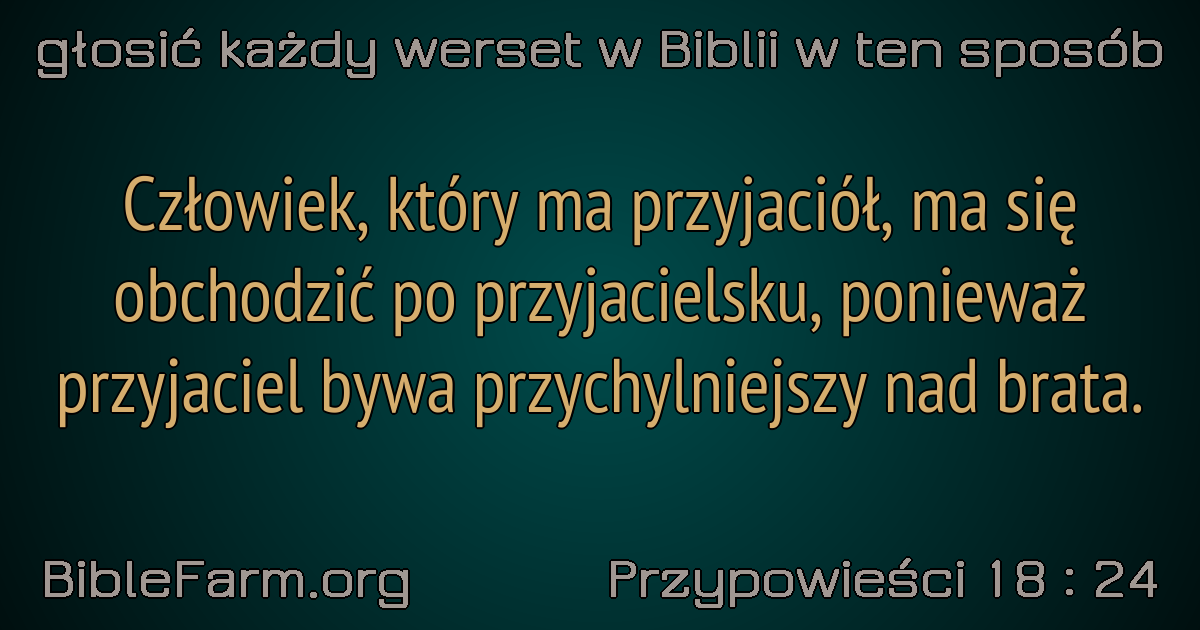 głosić każdy werset w Biblii w ten sposób
Człowiek, który ma przyjaciół, ma się
obchodzić po przyjacielsku, ponieważ
przyjaciel bywa przychylniejszy nad brata.
BibleFarm.org
Przypowieści 18 : 24